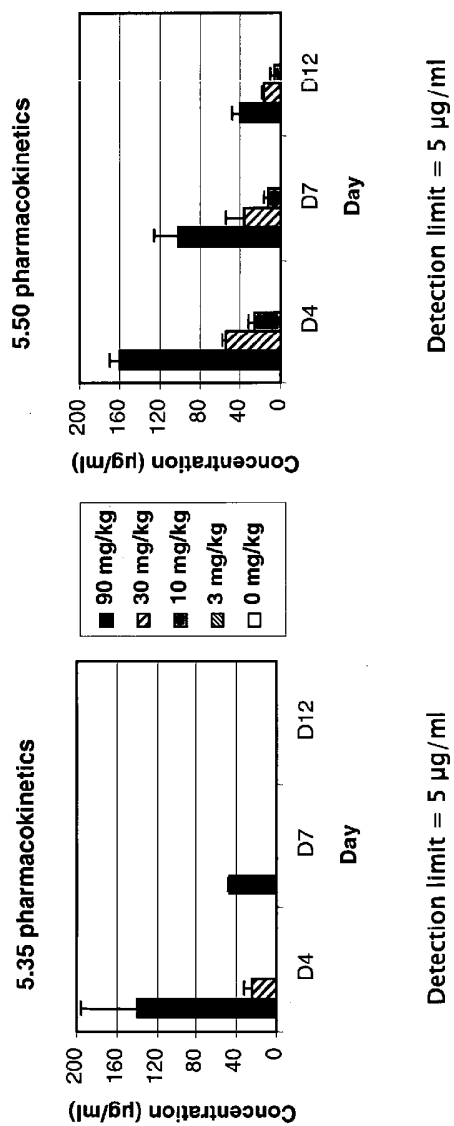 5.35 pharmacokinetics
Concentration (µg/ml)
200
160
120
80
40
0
D4
D7
D12
Day
Detection limit = 5 µg/ml
90 mg/kg
30 mg/kg
10 mg/kg
3 mg/kg
0 mg/kg
5.50 pharmacokinetics
Concentration (µg/ml)
200
160
120
80
40
0
D4
D7
D12
Day
Detection limit = 5 µg/ml